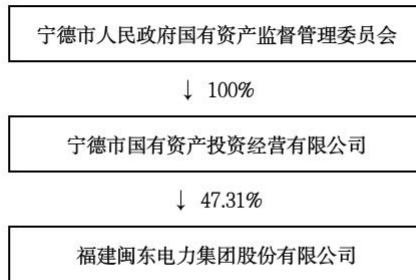 宁德市人民政府国有资产监督管理委员会
↓ 100%
宁德市国有资产投资经营有限公司
↓ 47.31%
福建闽东电力集团股份有限公司